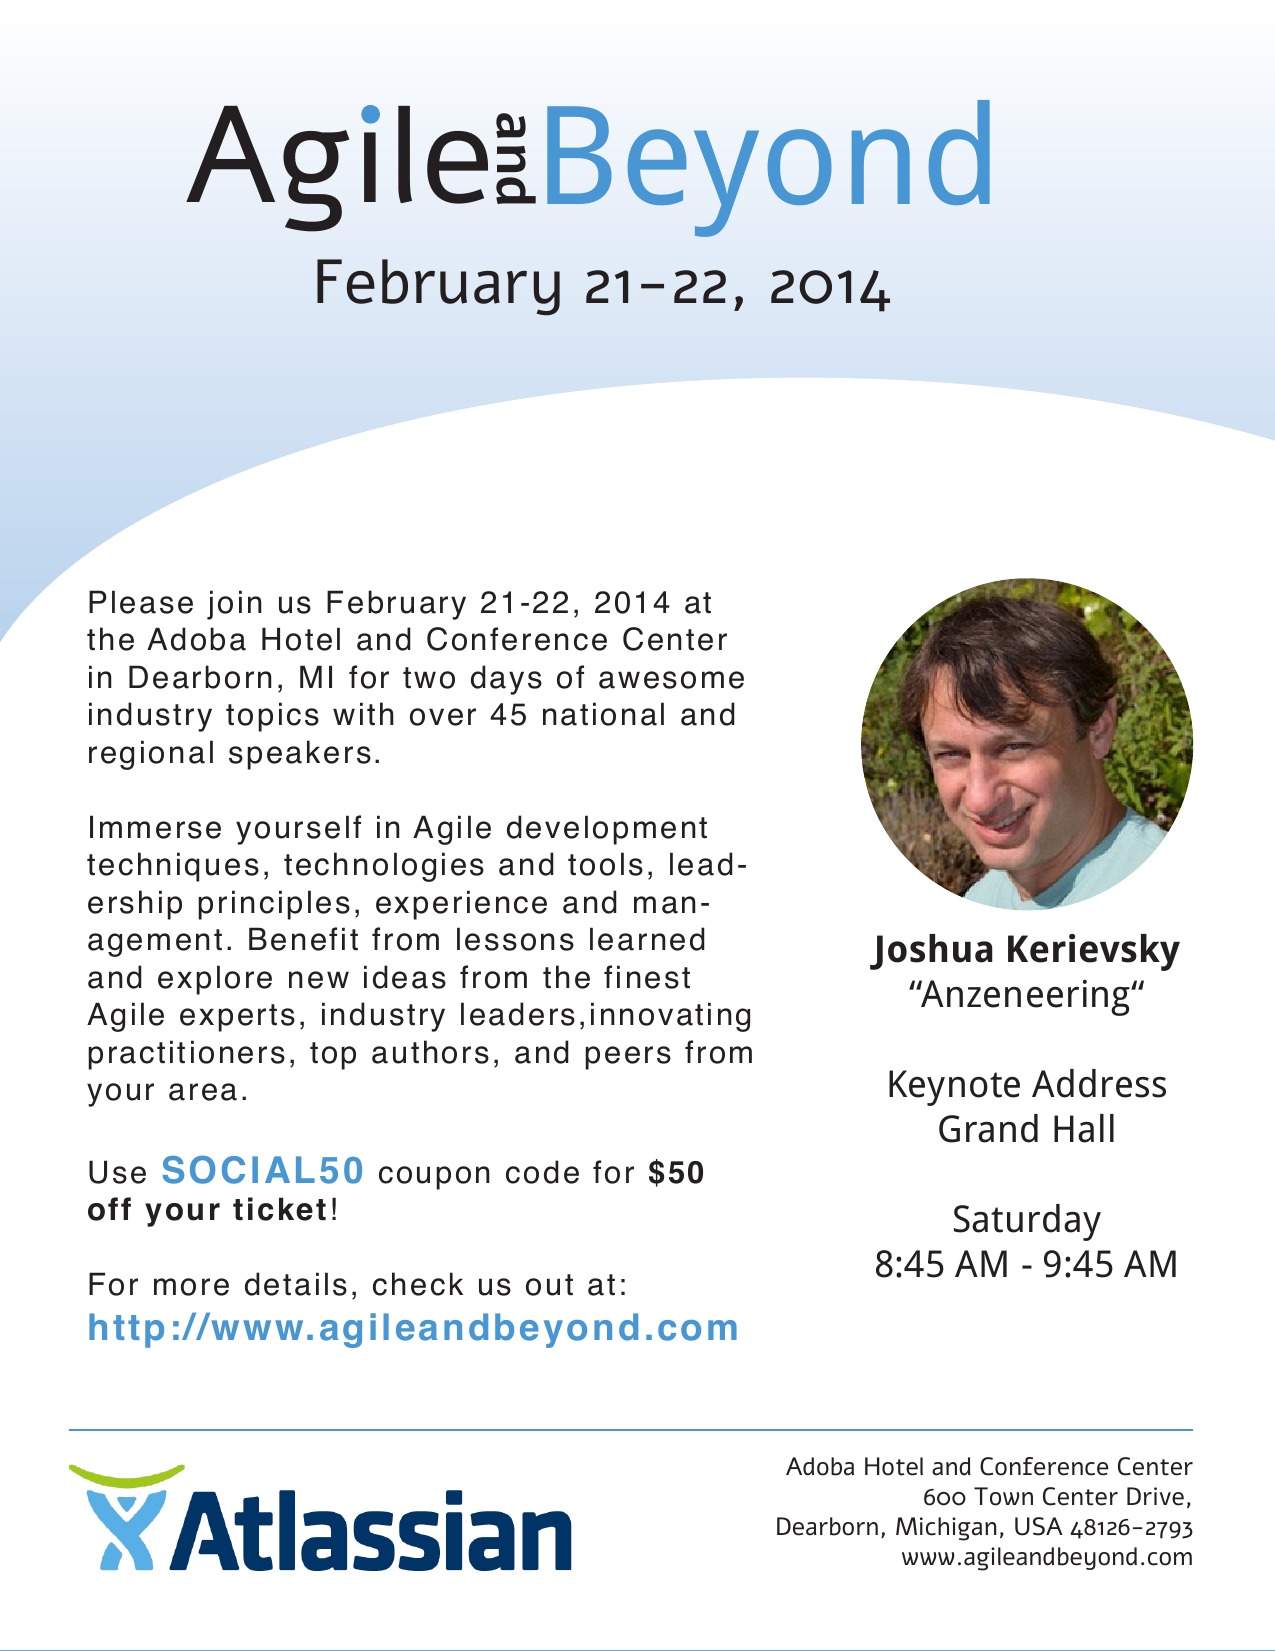 Agile and Beyond
February 21-22, 2014
Please join us February 21-22, 2014 at
the Adoba Hotel and Conference Center
in Dearborn, MI for two days of awesome
industry topics with over 45 national and
regional speakers.
Immerse yourself in Agile development
techniques, technologies and tools, lead-
ership principles, experience and man-
agement. Benefit from lessons learned
and explore new ideas from the finest
Agile experts, industry leaders,innovating
practitioners, top authors, and peers from
your area.
Use SOCIAL50 coupon code for $50
off your ticket!
For more details, check us out at:
http://www.agileandbeyond.com
Joshua Kerievsky
“Anzeneering“
Keynote Address
Grand Hall
Saturday
8:45 AM - 9:45 AM
Atlassian
Adoba Hotel and Conference Center
600 Town Center Drive,
Dearborn, Michigan, USA 48126-2793
www.agileandbeyond.com